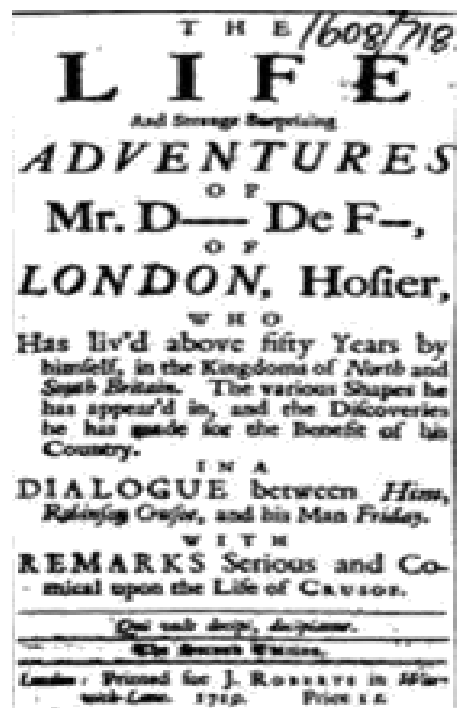 THE
1608/718
LIFE
And Strange Surprizing
ADVENTURES
OF
Mr. D—— De F—,
OF
LONDON, Hoſier,
WHO
Has liv'd above fifty Years by
himſelf, in the Kingdoms of North and
South Britain. The various Shapes he
has appear'd in, and the Diſcoveries
he has made for the Benefit of his
Country.
IN A
DIALOGUE between Him,
Robinſon Cruſoe, and his Man Friday.
WITH
REMARKS Serious and Co-
mical upon the Life of CRUSOE.
Qui vult decipi, decipiatur.
The Second Edition.
London: Printed for J. ROBERTS in War-
wick-Lane. 1719. Price 1 s.